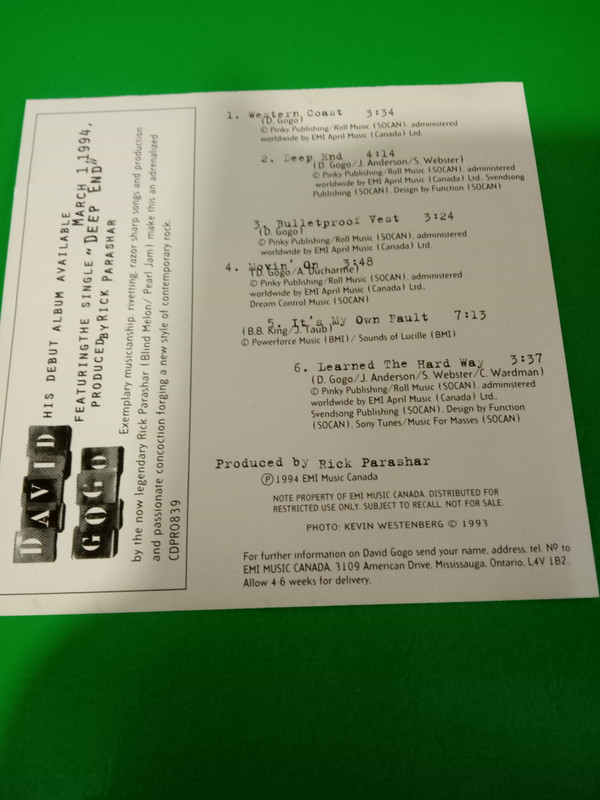 DAVID
GOGO
HIS DEBUT ALBUM AVAILABLE
MARCH 1, 1994,
FEATURINGTHE SINGLE "DEEP END"
PRODUCED BY RICK PARASHAR
Exemplary musicianship, rivetting, razor sharp songs and production
by the now legendary Rick Parashar (Blind Melon/ Pearl Jam) make this an adrenalized
and passionate concoction forging a new style of contemporary rock.
CDPRO839
1. Western Coast 3:34
(D. Gogo)
© Pinky Publishing/Roll Music (SOCAN), administered
worldwide by EMI April Music (Canada) Ltd.
2. Deep End 4:14
(D. Gogo/J. Anderson/S. Webster)
© Pinky Publishing/Roll Music (SOCAN), administered
worldwide by EMI April Music (Canada) Ltd., Svendsong
Publishing (SOCAN), Design by Function (SOCAN)
3. Bulletproof Vest 3:24
(D. Gogo)
© Pinky Publishing/Roll Music (SOCAN), administered
worldwide by EMI April Music (Canada) Ltd.
4. Movin' On 3:48
(D. Gogo/A. Ducharme)
© Pinky Publishing/Roll Music (SOCAN), administered
worldwide by EMI April Music (Canada) Ltd.,
Dream Control Music (SOCAN)
5. It's My Own Fault 7:13
(B.B. King/J. Taub)
© Powerforce Music (BMI)/ Sounds of Lucille (BMI)
6. Learned The Hard Way 3:37
(D. Gogo/J. Anderson/S. Webster/C. Wardman)
© Pinky Publishing/Roll Music (SOCAN), administered
worldwide by EMI April Music (Canada) Ltd.,
Svendsong Publishing (SOCAN), Design by Function
(SOCAN), Sony Tunes/Music For Masses (SOCAN)
Produced by Rick Parashar
℗ 1994 EMI Music Canada
NOTE PROPERTY OF EMI MUSIC CANADA. DISTRIBUTED FOR
RESTRICTED USE ONLY. SUBJECT TO RECALL. NOT FOR SALE.
PHOTO: KEVIN WESTENBERG © 1993
For further information on David Gogo send your name, address, tel. Nº to
EMI MUSIC CANADA, 3109 American Drive, Mississauga, Ontario, L4V 1B2.
Allow 4-6 weeks for delivery.